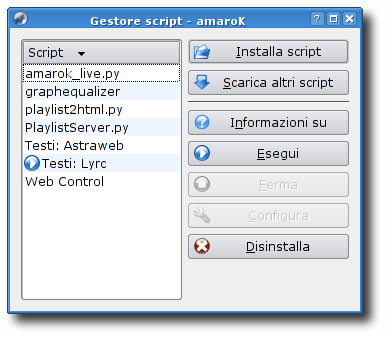 Gestore script - amaroK
Script
amarok_live.py
graphequalizer
playlist2html.py
PlaylistServer.py
Testi: Astraweb
Testi: Lyrc
Web Control
Installa script
Scarica altri script
Informazioni su
Esegui
Ferma
Configura
Disinstalla